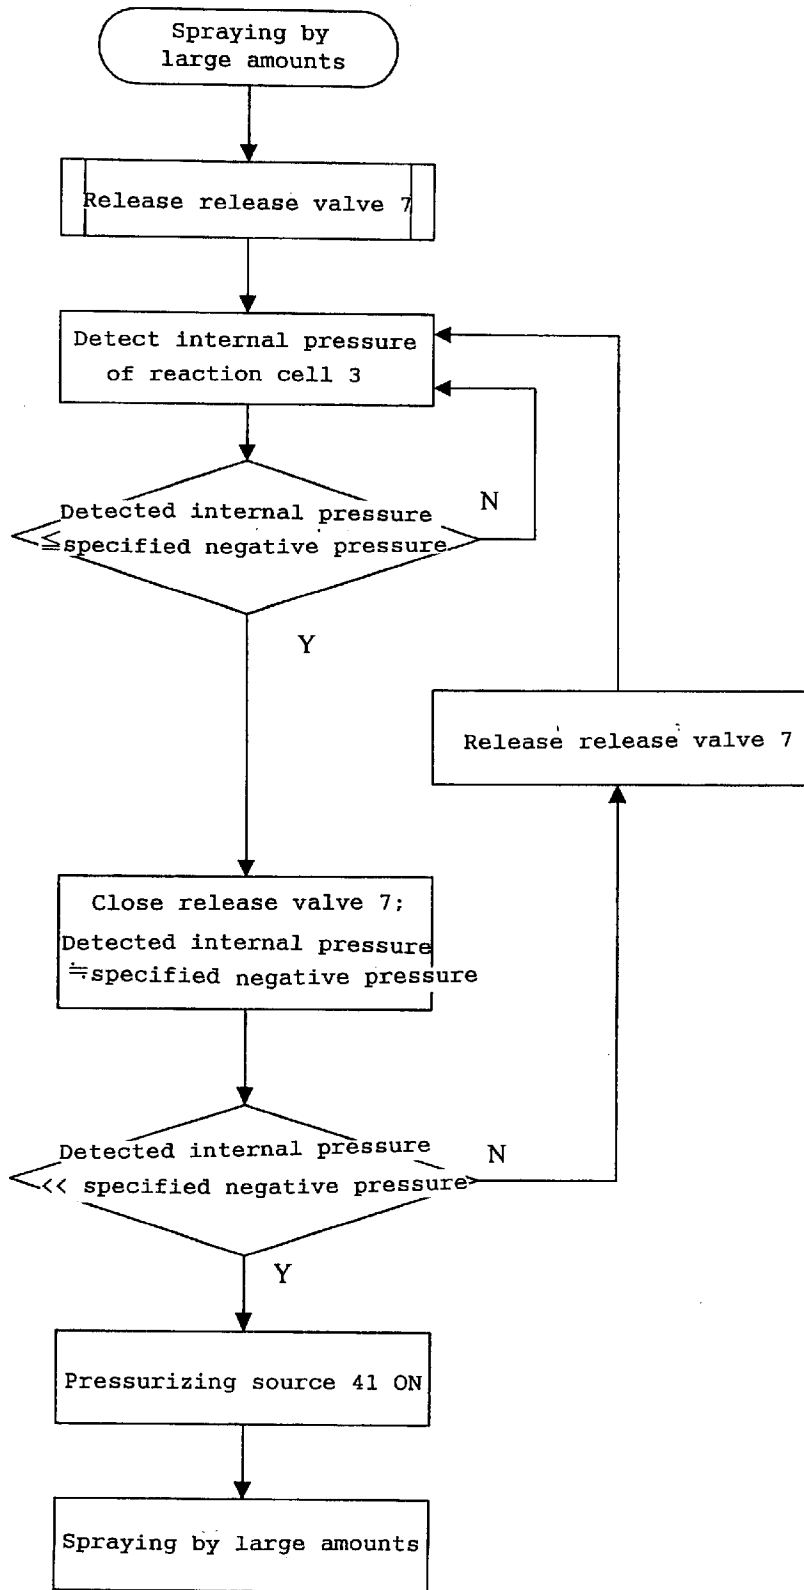 Spraying by
large amounts
Release release valve 7
Detect internal pressure
of reaction cell 3
Detected internal pressure
≦specified negative pressure
N
Y
Release release valve 7
Close release valve 7;
Detected internal pressure
≒specified negative pressure
Detected internal pressure
<< specified negative pressure
N
Y
Pressurizing source 41 ON
Spraying by large amounts